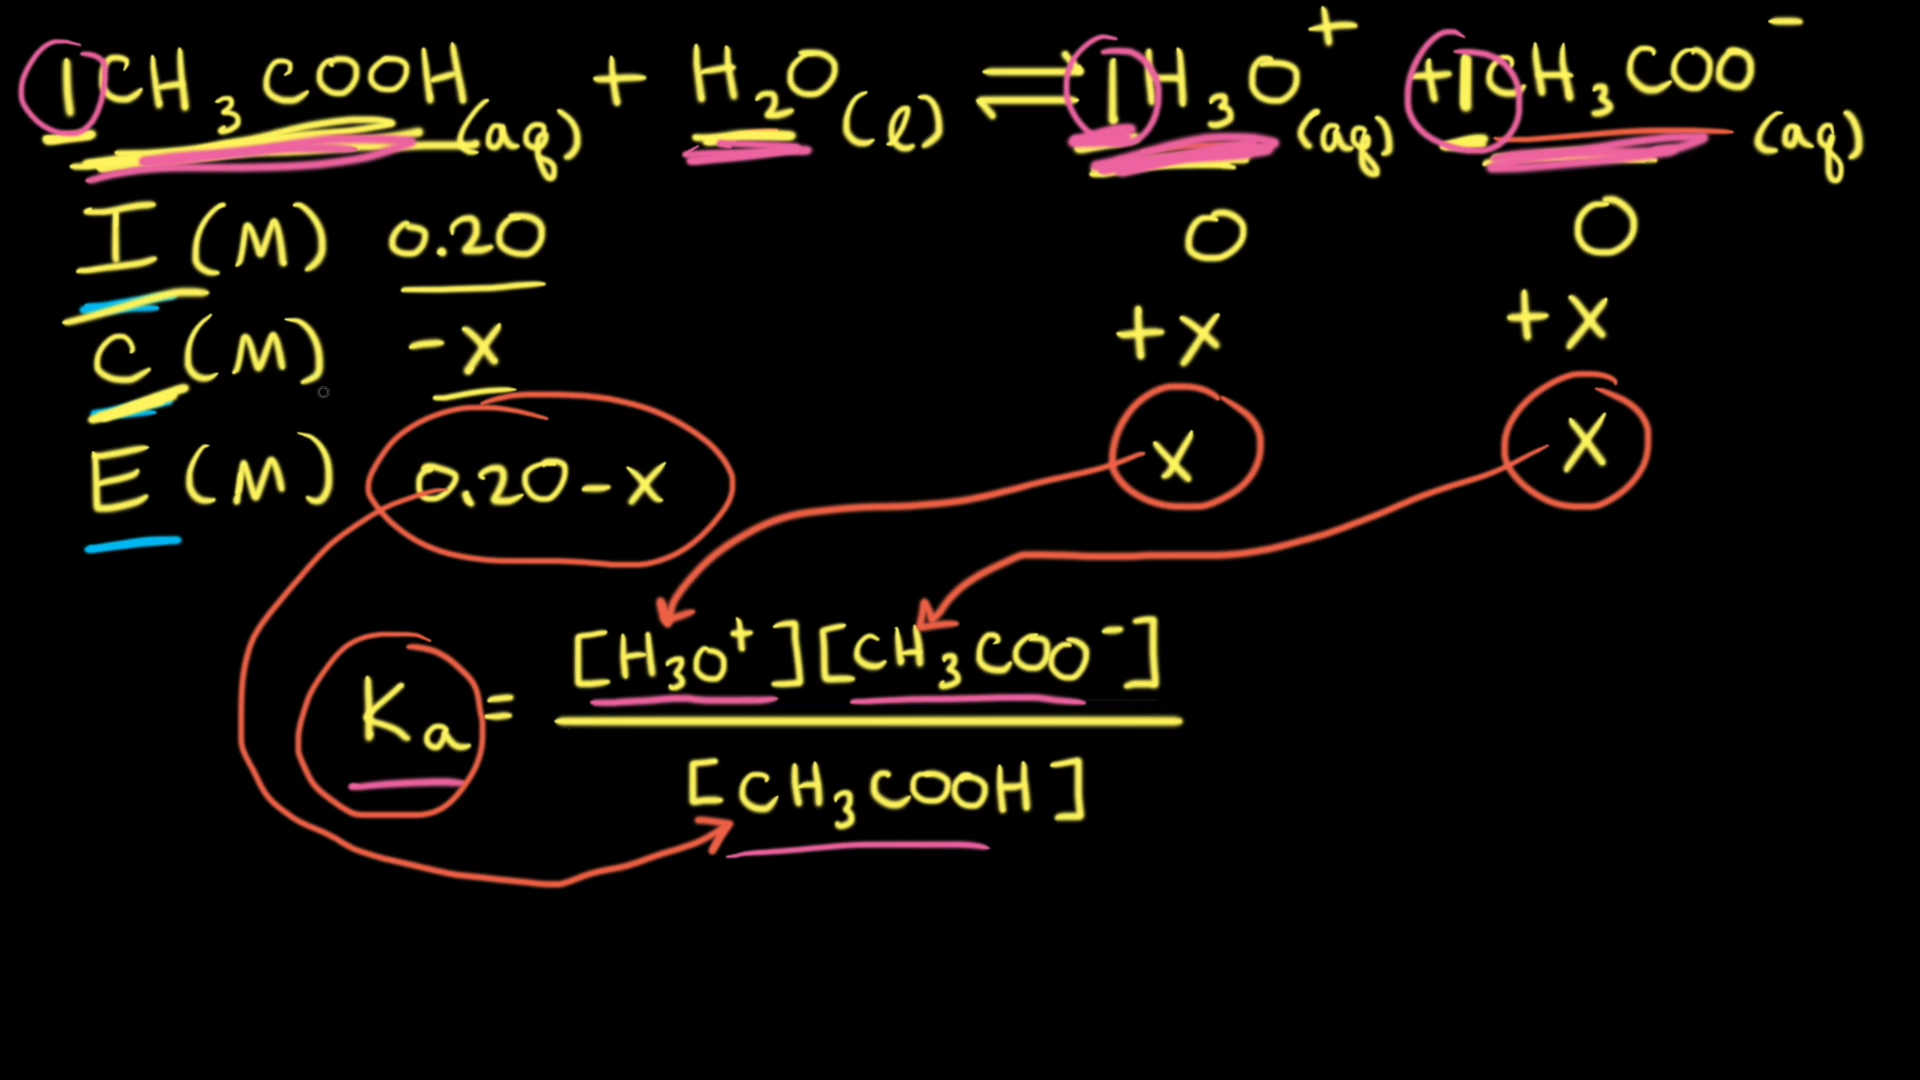 1CH₃COOH(aq) + H₂O(l) ⇌ 1H₃O⁺(aq) + 1CH₃COO⁻(aq)
I (M) 0.20 0 0
C (M) -x +x +x
E (M) 0.20-x x x
Ka = [H₃O⁺][CH₃COO⁻]
[CH₃COOH]